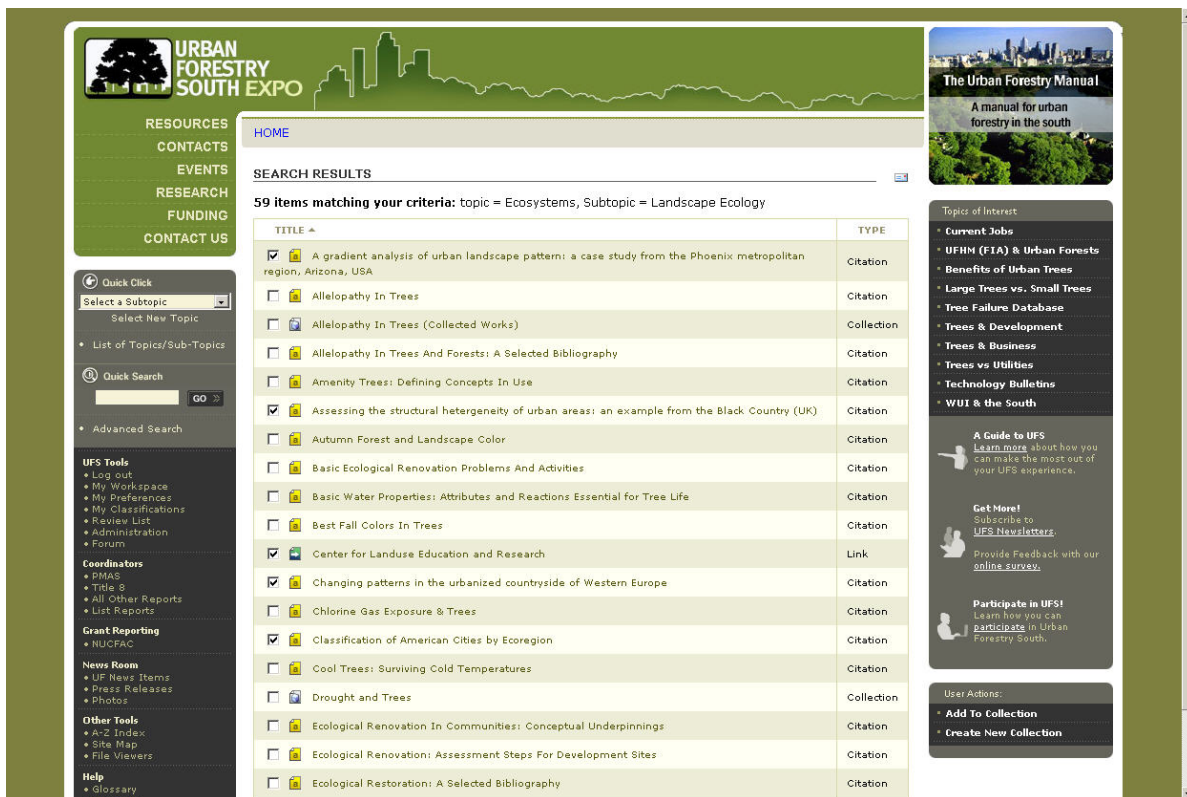 URBAN
FORESTRY
SOUTH EXPO
RESOURCES
CONTACTS
EVENTS
RESEARCH
FUNDING
CONTACT US
Quick Click
Select a Subtopic
Select New Topic
• List of Topics/Sub-Topics
Quick Search
GO »
• Advanced Search
UFS Tools
• Log out
• My Workspace
• My Preferences
• My Classifications
• Review List
• Administration
• Forum
Coordinators
• PMAS
• Title 8
• All Other Reports
• List Reports
Grant Reporting
• NUCFAC
News Room
• UF News Items
• Press Releases
• Photos
Other Tools
• A-Z Index
• Site Map
• File Viewers
Help
• Glossary
HOME
SEARCH RESULTS
59 items matching your criteria: topic = Ecosystems, Subtopic = Landscape Ecology
TITLE TYPE
A gradient analysis of urban landscape pattern: a case study from the Phoenix metropolitan
region, Arizona, USA Citation
Allelopathy In Trees Citation
Allelopathy In Trees (Collected Works) Collection
Allelopathy In Trees And Forests: A Selected Bibliography Citation
Amenity Trees: Defining Concepts In Use Citation
Assessing the structural hetergeneity of urban areas: an example from the Black Country (UK) Citation
Autumn Forest and Landscape Color Citation
Basic Ecological Renovation Problems And Activities Citation
Basic Water Properties: Attributes and Reactions Essential for Tree Life Citation
Best Fall Colors In Trees Citation
Center for Landuse Education and Research Link
Changing patterns in the urbanized countryside of Western Europe Citation
Chlorine Gas Exposure & Trees Citation
Classification of American Cities by Ecoregion Citation
Cool Trees: Surviving Cold Temperatures Citation
Drought and Trees Collection
Ecological Renovation In Communities: Conceptual Underpinnings Citation
Ecological Renovation: Assessment Steps For Development Sites Citation
Ecological Restoration: A Selected Bibliography Citation
The Urban Forestry Manual
A manual for urban
forestry in the south
Topics of Interest
Current Jobs
UFHM (FIA) & Urban Forests
Benefits of Urban Trees
Large Trees vs. Small Trees
Tree Failure Database
Trees & Development
Trees & Business
Trees vs Utilities
Technology Bulletins
WUI & the South
A Guide to UFS
Learn more about how you
can make the most out of
your UFS experience.
Get More!
Subscribe to
UFS Newsletters.
Provide Feedback with our
online survey.
Participate in UFS!
Learn how you can
participate in Urban
Forestry South.
User Actions:
Add To Collection
Create New Collection